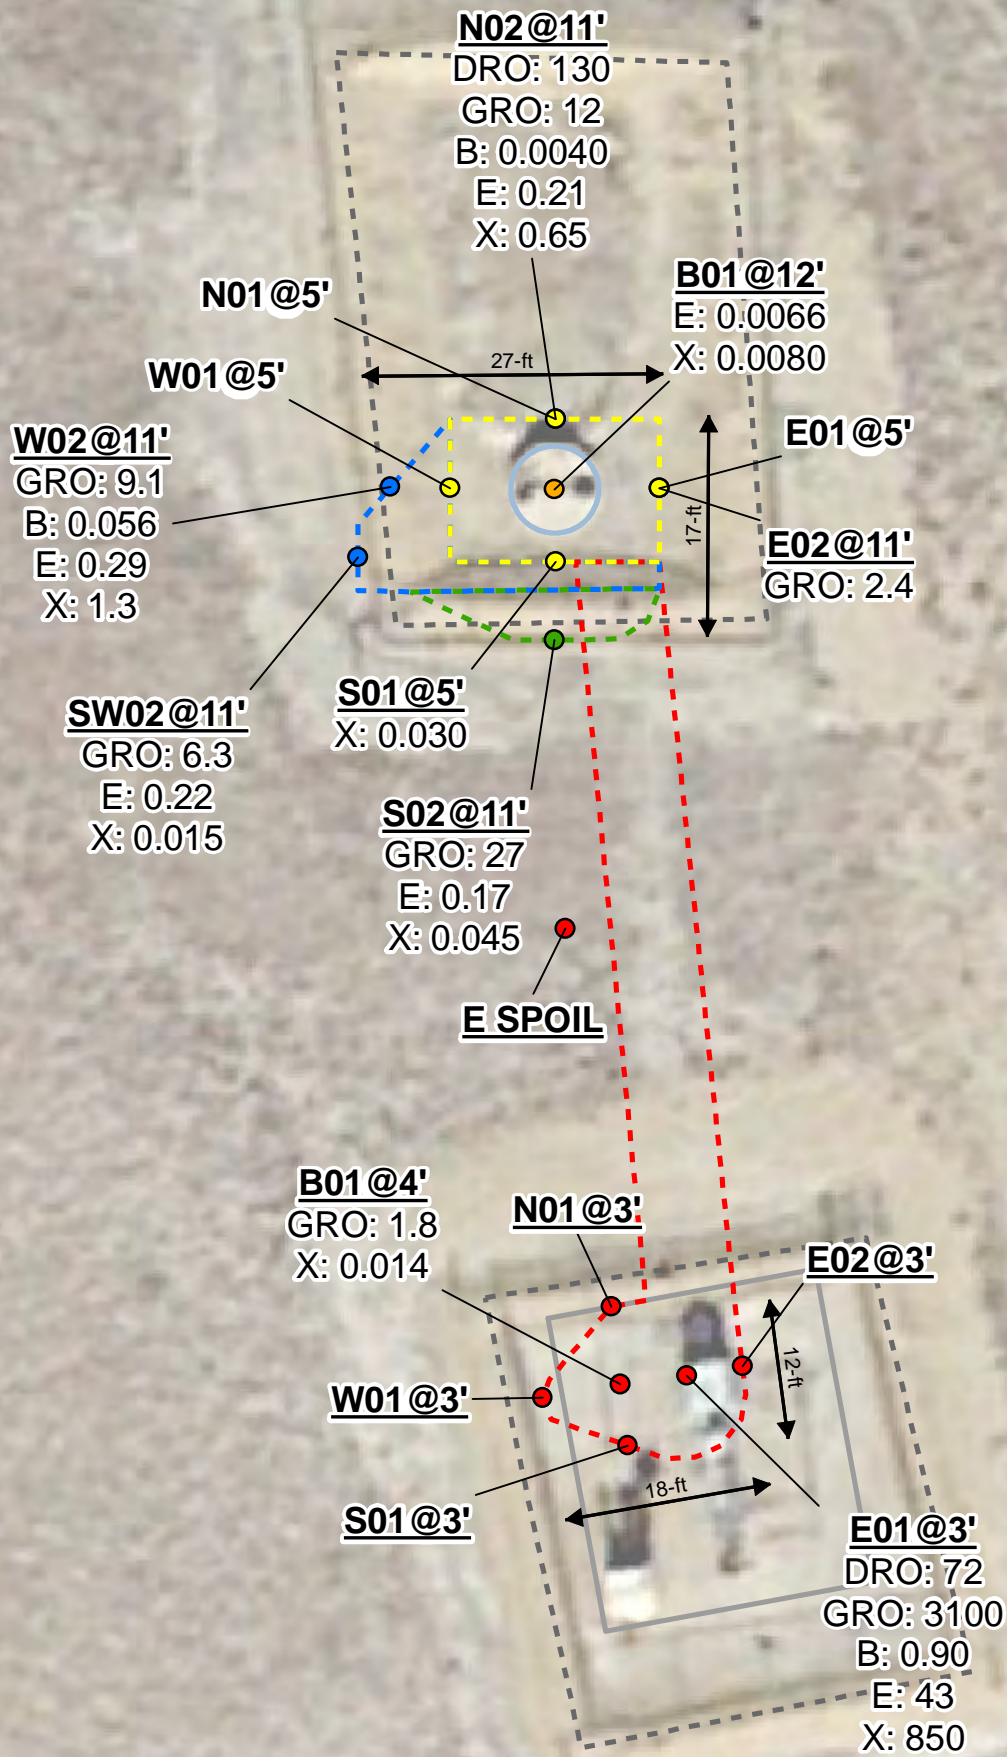 N02@11'
DRO: 130
GRO: 12
B: 0.0040
E: 0.21
X: 0.65
B01@12'
E: 0.0066
X: 0.0080
N01@5'
27-ft
W01@5'
E01@5'
W02@11'
GRO: 9.1
B: 0.056
E: 0.29
X: 1.3
17-ft
E02@11'
GRO: 2.4
S01@5'
X: 0.030
SW02@11'
GRO: 6.3
E: 0.22
X: 0.015
S02@11'
GRO: 27
E: 0.17
X: 0.045
E SPOIL
B01@4'
GRO: 1.8
X: 0.014
N01@3'
E02@3'
12-ft
W01@3'
18-ft
S01@3'
E01@3'
DRO: 72
GRO: 3100
B: 0.90
E: 43
X: 850